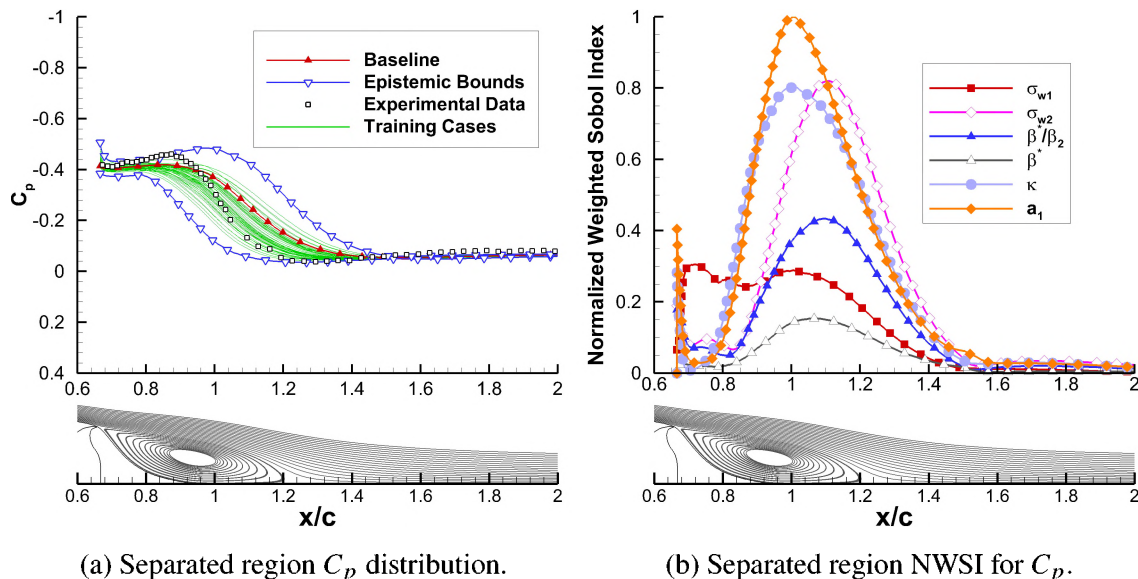 -1
-0.8
-0.6
-0.4
-0.2
0
0.2
0.4
Cp
0.6 0.8 1 1.2 1.4 1.6 1.8 2
Baseline
Epistemic Bounds
Experimental Data
Training Cases
0.6 0.8 1 1.2 1.4 1.6 1.8 2
x/c
(a) Separated region Cp distribution.
1
0.8
0.6
0.4
0.2
0
Normalized Weighted Sobol Index
0.6 0.8 1 1.2 1.4 1.6 1.8 2
σw1
σw2
β*/β2
β*
κ
a1
0.6 0.8 1 1.2 1.4 1.6 1.8 2
x/c
(b) Separated region NWSI for Cp.